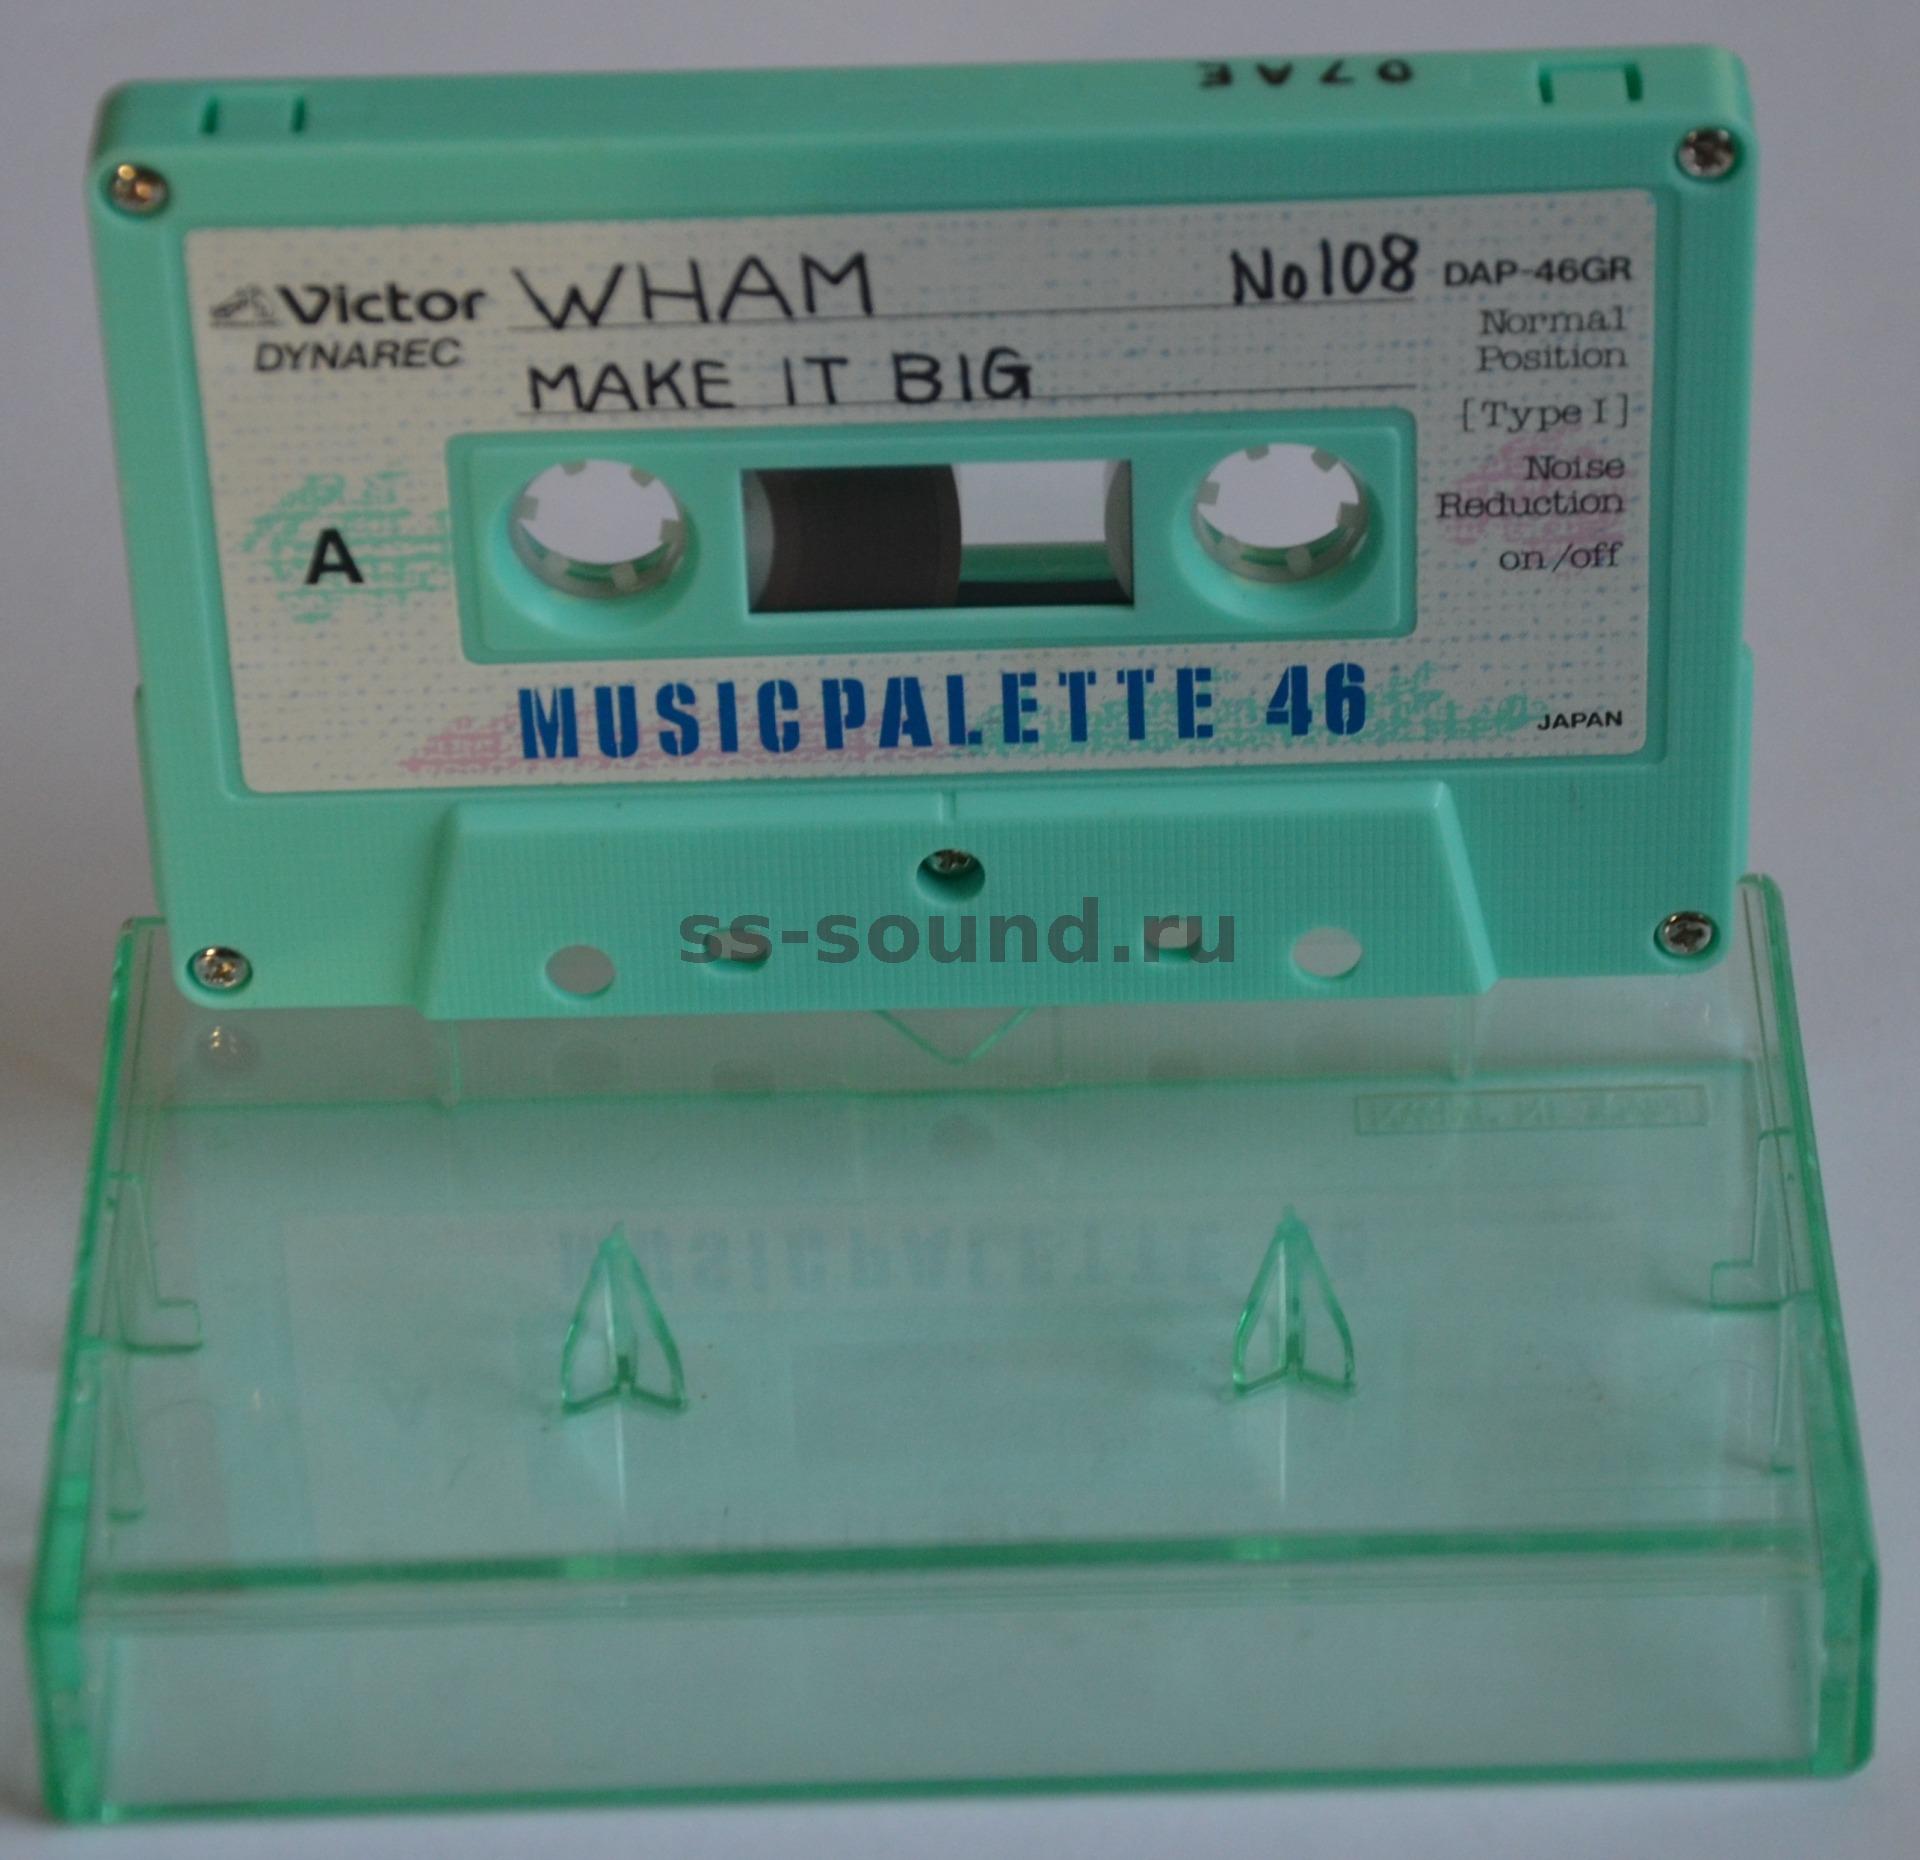 07AE
WHAM No108
Victor
DYNAREC
MAKE IT BIG
DAP-46GR
Normal
Position
[Type I]
Noise
Reduction
on/off
A
MUSICPALETTE 46
JAPAN
ss-sound.ru